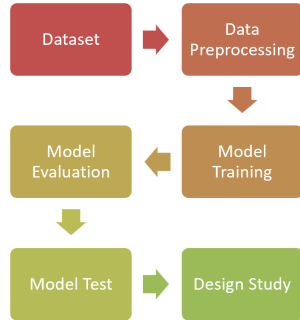 Dataset
Data
Preprocessing
Model
Training
Model
Evaluation
Model Test
Design Study